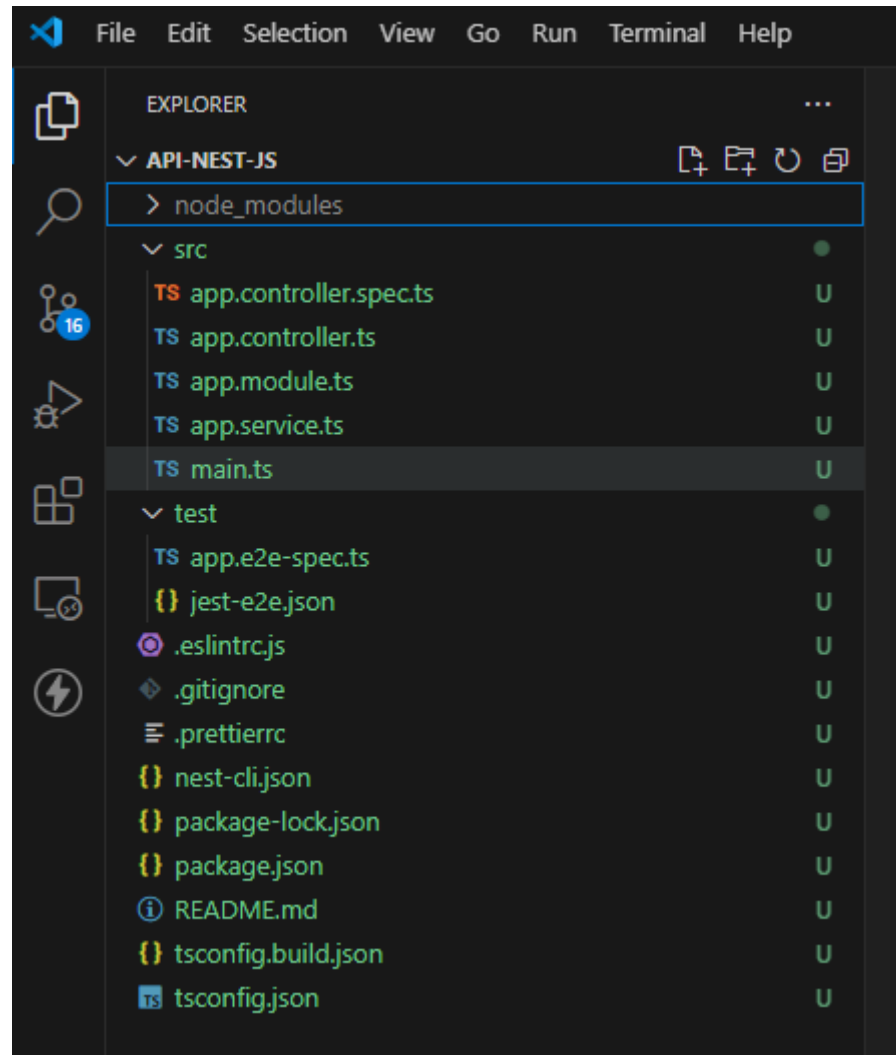 File Edit Selection View Go Run Terminal Help
EXPLORER
API-NEST-JS
node_modules
src
TS app.controller.spec.ts U
TS app.controller.ts U
TS app.module.ts U
TS app.service.ts U
TS main.ts U
16
test
TS app.e2e-spec.ts U
{} jest-e2e.json U
.eslintrc.js U
.gitignore U
.prettierrc U
{} nest-cli.json U
{} package-lock.json U
{} package.json U
README.md U
{} tsconfig.build.json U
TS tsconfig.json U